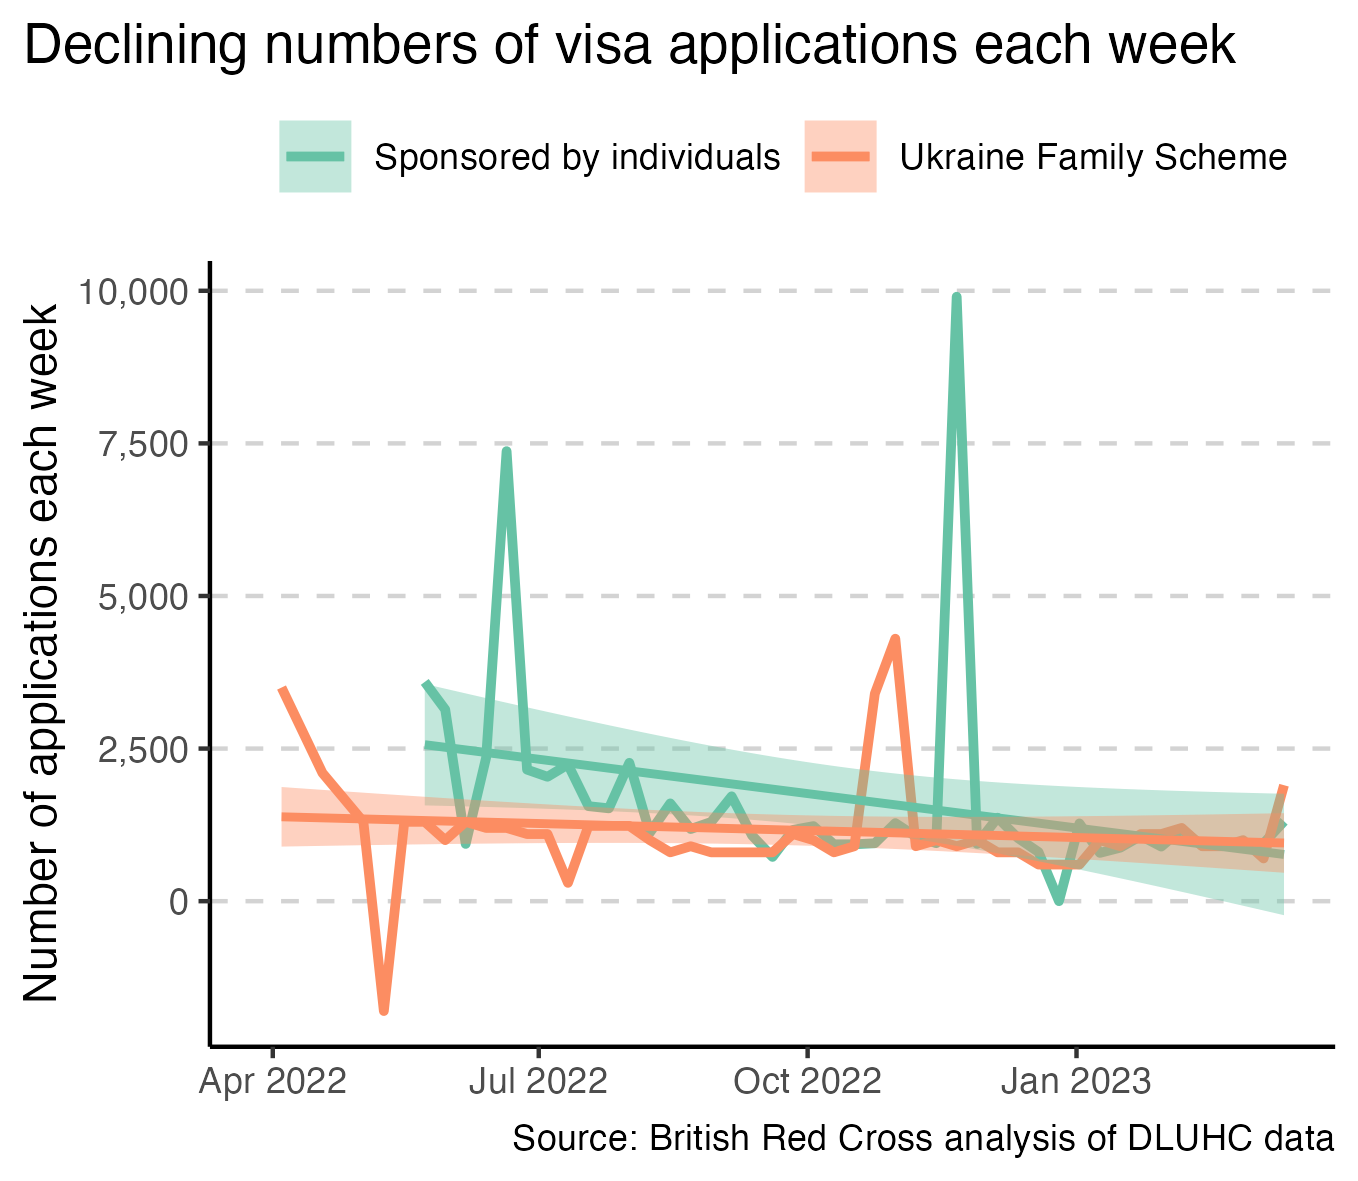 Declining numbers of visa applications each week
Sponsored by individuals
Ukraine Family Scheme
Number of applications each week
10,000
7,500
5,000
2,500
0
Apr 2022
Jul 2022
Oct 2022
Jan 2023
Source: British Red Cross analysis of DLUHC data